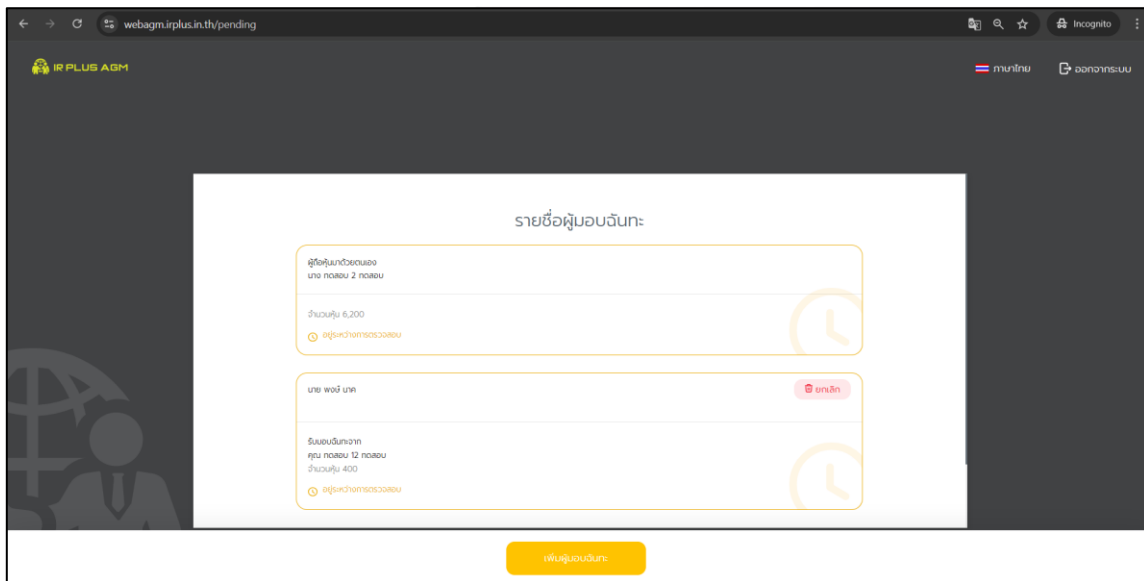 webagm.irplus.in.th/pending
Incognito
IR PLUS AGM
ภาษาไทย
ออกจากระบบ
รายชื่อผู้มอบฉันทะ
ผู้ถือหุ้นมาด้วยตนเอง
นาง ทดสอบ 2 ทดสอบ
จำนวนหุ้น 6,200
อยู่ระหว่างการตรวจสอบ
นาย พงษ์ นาค
ยกเลิก
รับมอบฉันทะจาก
คุณ ทดสอบ 12 ทดสอบ
จำนวนหุ้น 400
อยู่ระหว่างการตรวจสอบ
เพิ่มผู้มอบฉันทะ